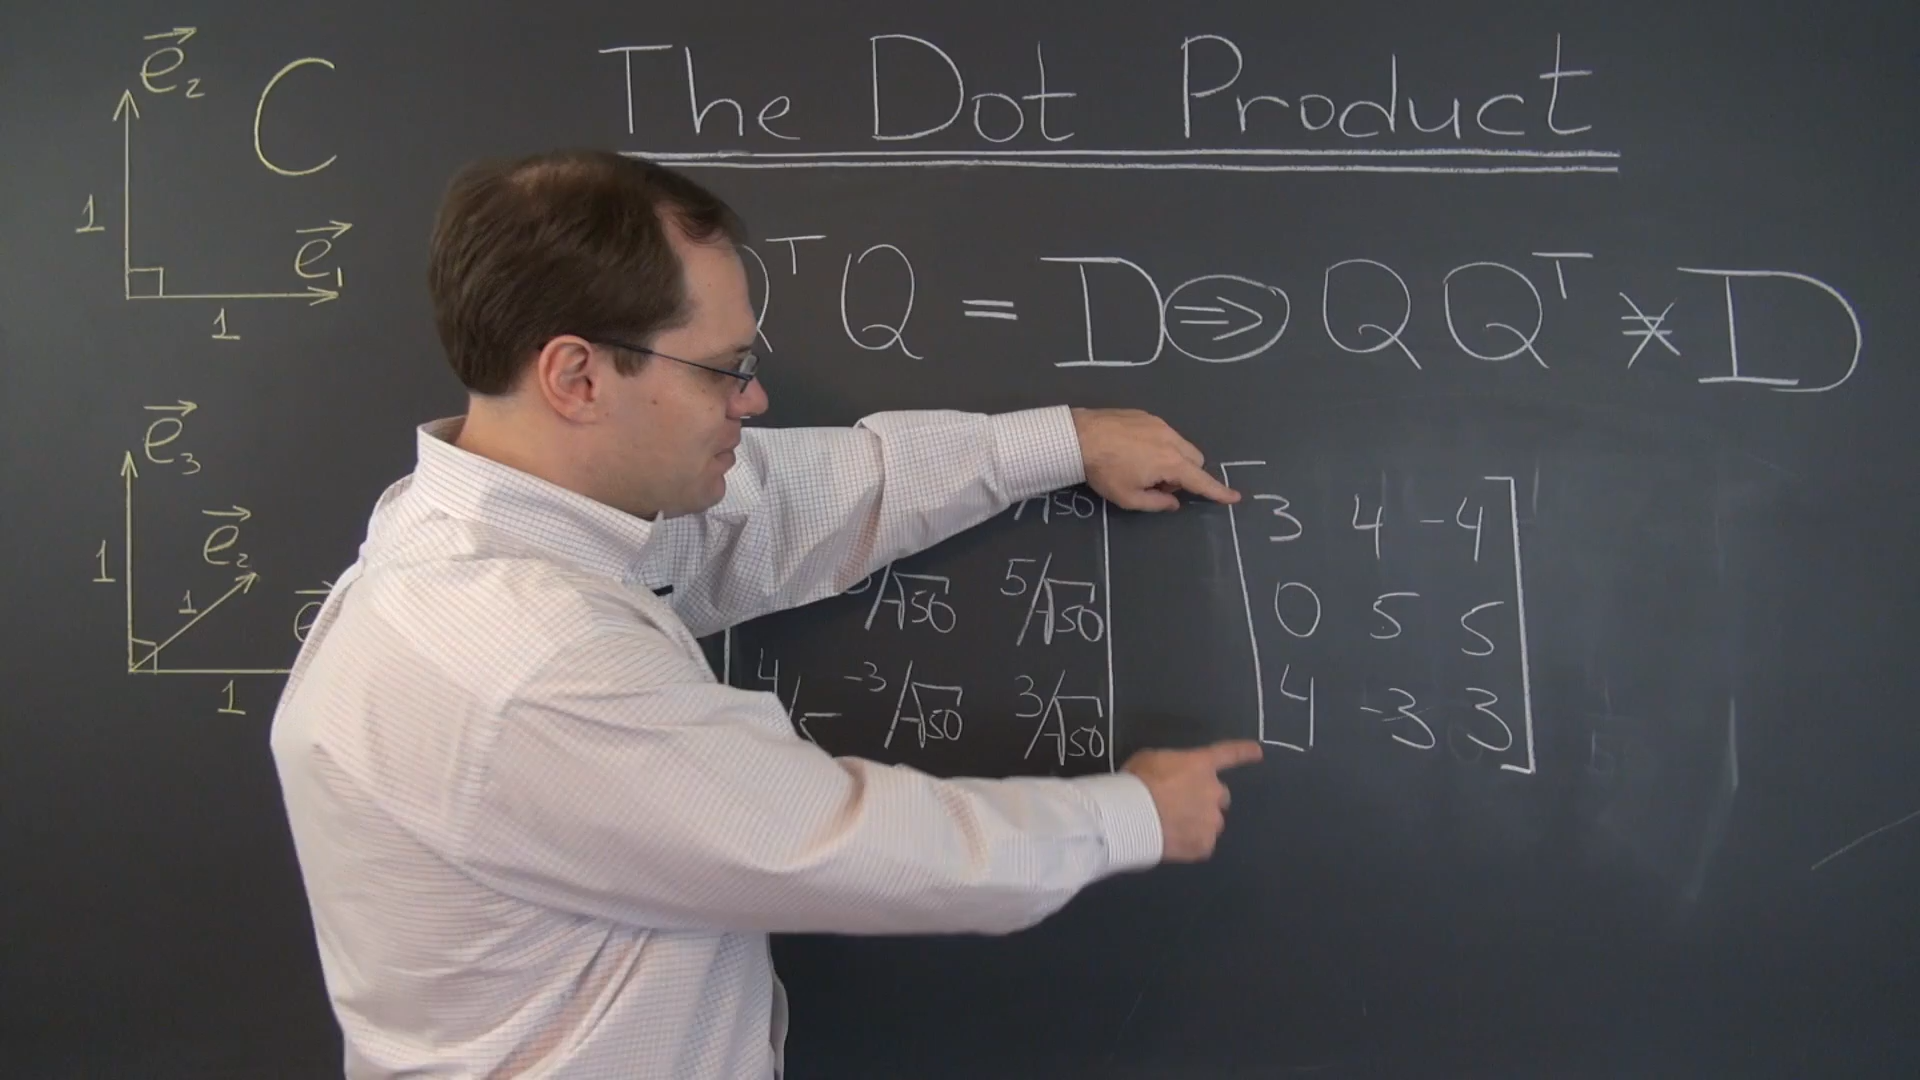 The Dot Product
e₂
C
1
e₁
1
QᵀQ = D ⇒ QQᵀ ≠ D
e₃
e₂
1
1
1
/√50
/√50 5/√50
4/5 -3/√50 3/√50
3 4 -4
0 5 5
4 -3 3